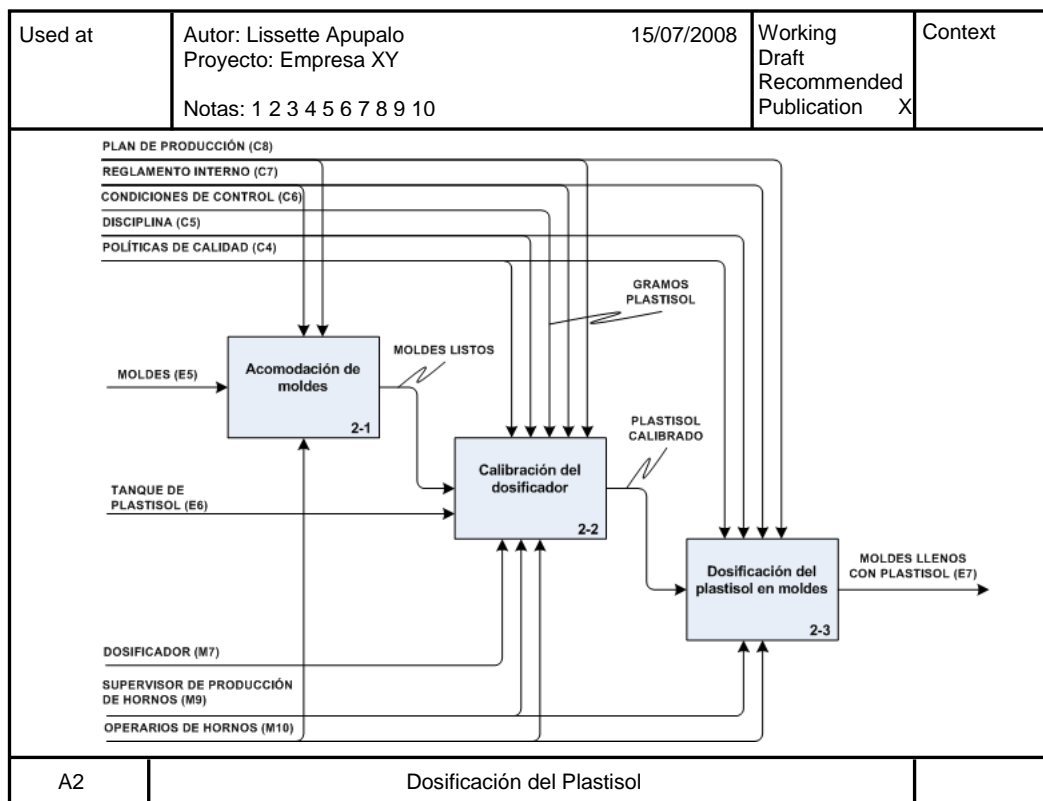 Used at
Autor: Lissette Apupalo 15/07/2008
Proyecto: Empresa XY
Notas: 1 2 3 4 5 6 7 8 9 10
Working
Draft
Recommended
Publication X
Context
PLAN DE PRODUCCIÓN (C8)
REGLAMENTO INTERNO (C7)
CONDICIONES DE CONTROL (C6)
DISCIPLINA (C5)
POLÍTICAS DE CALIDAD (C4)
GRAMOS
PLASTISOL
MOLDES (E5)
Acomodación de
moldes
2-1
MOLDES LISTOS
PLASTISOL
CALIBRADO
TANQUE DE
PLASTISOL (E6)
Calibración del
dosificador
2-2
Dosificación del
plastisol en moldes
2-3
MOLDES LLENOS
CON PLASTISOL (E7)
DOSIFICADOR (M7)
SUPERVISOR DE PRODUCCIÓN
DE HORNOS (M9)
OPERARIOS DE HORNOS (M10)
A2
Dosificación del Plastisol